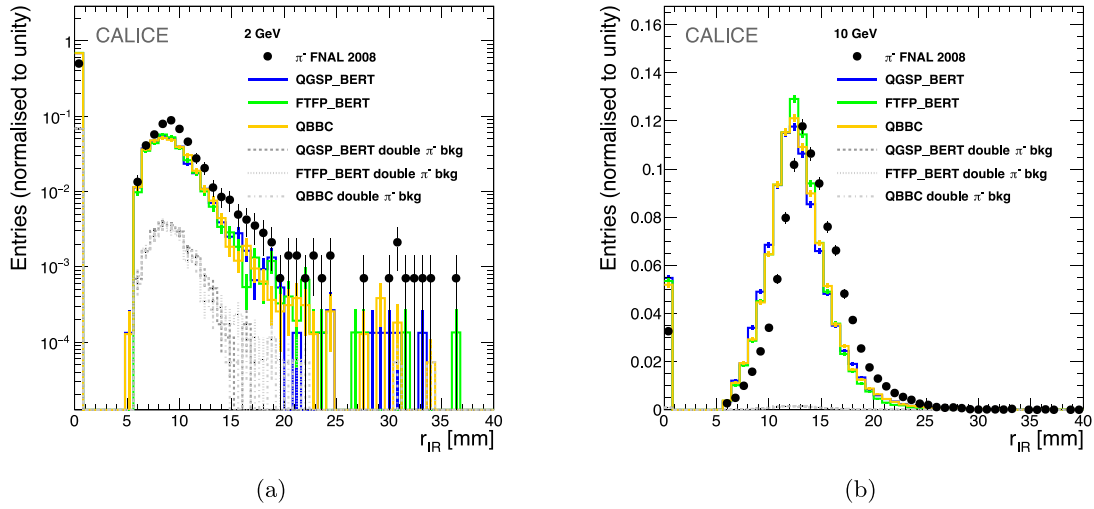 Entries (normalised to unity)
1
10⁻¹
10⁻²
10⁻³
10⁻⁴
CALICE
2 GeV
π⁻ FNAL 2008
QGSP_BERT
FTFP_BERT
QBBC
QGSP_BERT double π⁻ bkg
FTFP_BERT double π⁻ bkg
QBBC double π⁻ bkg
0 5 10 15 20 25 30 35 40
r_IR [mm]
(a)
Entries (normalised to unity)
0.16
0.14
0.12
0.1
0.08
0.06
0.04
0.02
0
CALICE
10 GeV
π⁻ FNAL 2008
QGSP_BERT
FTFP_BERT
QBBC
QGSP_BERT double π⁻ bkg
FTFP_BERT double π⁻ bkg
QBBC double π⁻ bkg
0 5 10 15 20 25 30 35 40
r_IR [mm]
(b)